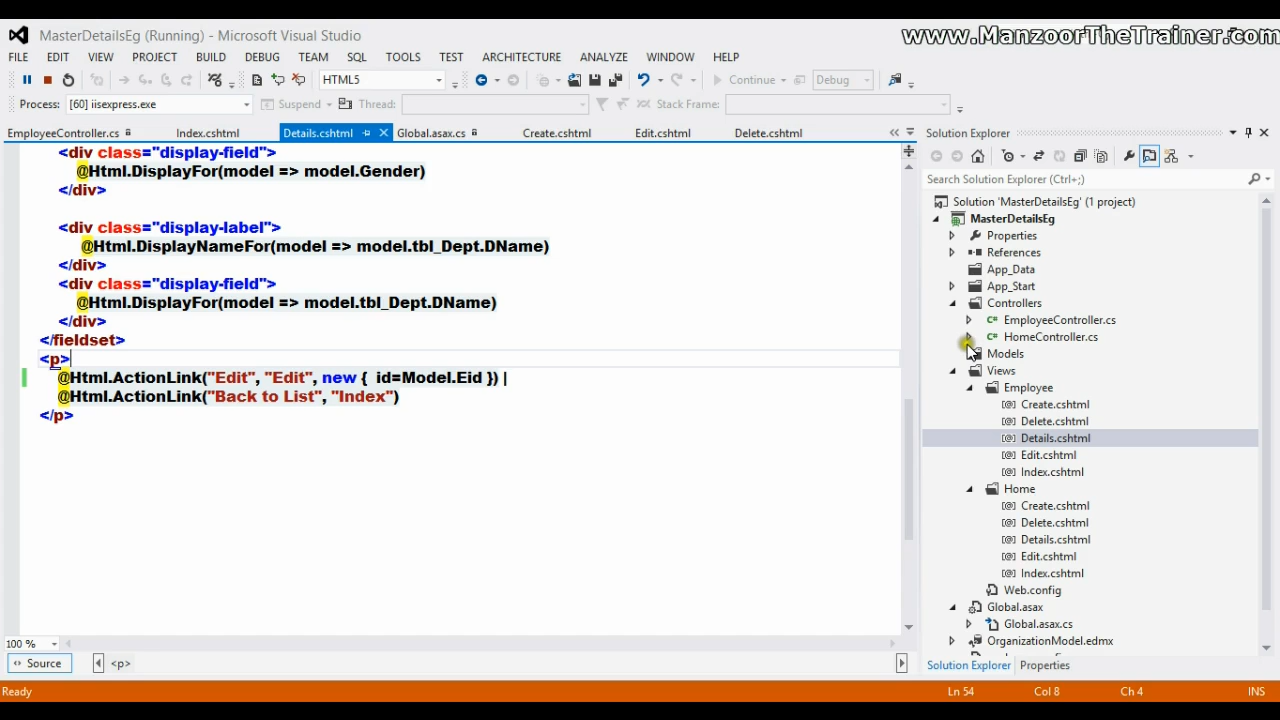 www.ManzoorTheTrainer.com
MasterDetailsEg (Running) - Microsoft Visual Studio
FILE EDIT VIEW PROJECT BUILD DEBUG TEAM SQL TOOLS TEST ARCHITECTURE ANALYZE WINDOW HELP
HTML5 Continue Debug
Process: [60] iisexpress.exe Suspend Thread: Stack Frame:
EmployeeController.cs Index.cshtml Details.cshtml Global.asax.cs Create.cshtml Edit.cshtml Delete.cshtml
<div class="display-field">
@Html.DisplayFor(model => model.Gender)
</div>
<div class="display-label">
@Html.DisplayNameFor(model => model.tbl_Dept.DName)
</div>
<div class="display-field">
@Html.DisplayFor(model => model.tbl_Dept.DName)
</div>
</fieldset>
<p>
@Html.ActionLink("Edit", "Edit", new { id=Model.Eid }) |
@Html.ActionLink("Back to List", "Index")
</p>
100 %
Source <p>
Solution Explorer
Search Solution Explorer (Ctrl+;)
Solution 'MasterDetailsEg' (1 project)
MasterDetailsEg
Properties
References
App_Data
App_Start
Controllers
C# EmployeeController.cs
C# HomeController.cs
Models
Views
Employee
Create.cshtml
Delete.cshtml
Details.cshtml
Edit.cshtml
Index.cshtml
Home
Create.cshtml
Delete.cshtml
Details.cshtml
Edit.cshtml
Index.cshtml
Web.config
Global.asax
Global.asax.cs
OrganizationModel.edmx
Solution Explorer Properties
Ready Ln 54 Col 8 Ch 4 INS